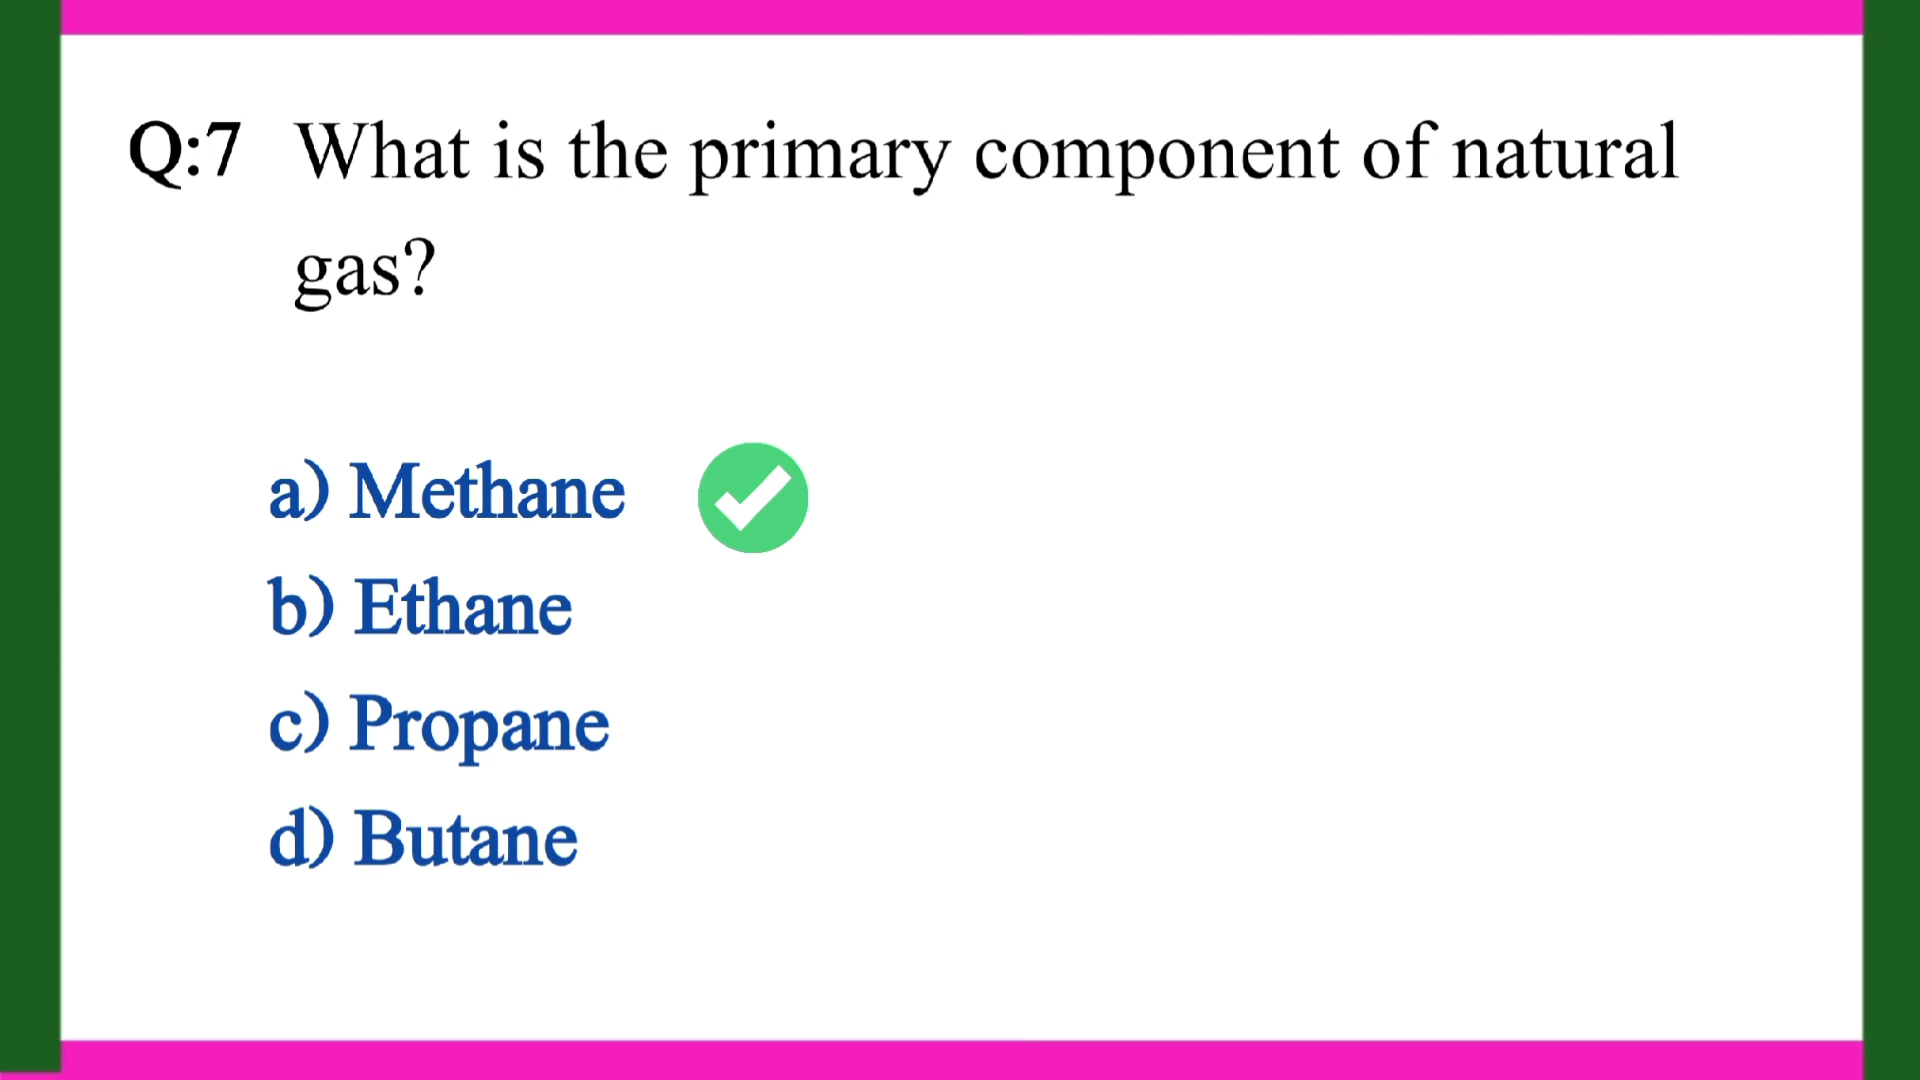 Q:7 What is the primary component of natural
gas?
a) Methane
b) Ethane
c) Propane
d) Butane